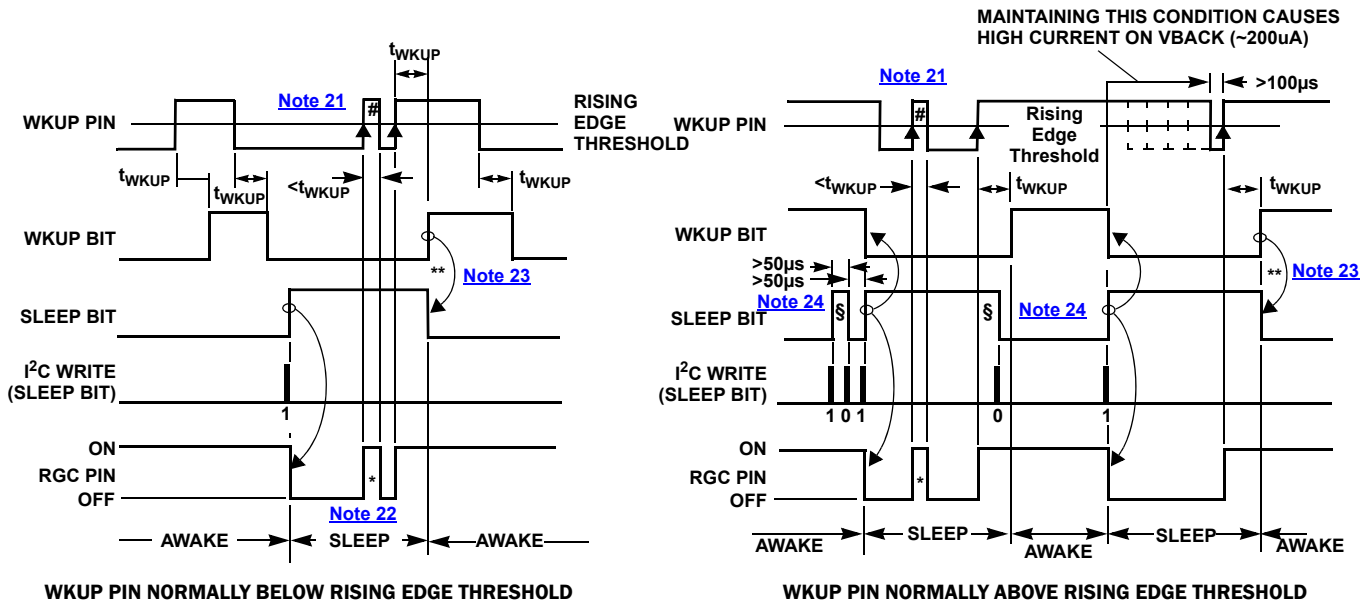 tWKUP
Note 21
#
WKUP PIN
RISING
EDGE
THRESHOLD
tWKUP
tWKUP
<tWKUP
tWKUP
WKUP BIT
**
Note 23
SLEEP BIT
I2C WRITE
(SLEEP BIT)
1
ON
RGC PIN
OFF
*
Note 22
AWAKE
SLEEP
AWAKE
WKUP PIN NORMALLY BELOW RISING EDGE THRESHOLD
MAINTAINING THIS CONDITION CAUSES
HIGH CURRENT ON VBACK (~200uA)
Note 21
>100µs
#
WKUP PIN
Rising
Edge
Threshold
<tWKUP
tWKUP
tWKUP
WKUP BIT
>50µs
>50µs
**
Note 23
Note 24
§
§
Note 24
SLEEP BIT
I2C WRITE
(SLEEP BIT)
1 0 1
0
1
ON
RGC PIN
OFF
*
AWAKE
SLEEP
AWAKE
SLEEP
AWAKE
WKUP PIN NORMALLY ABOVE RISING EDGE THRESHOLD